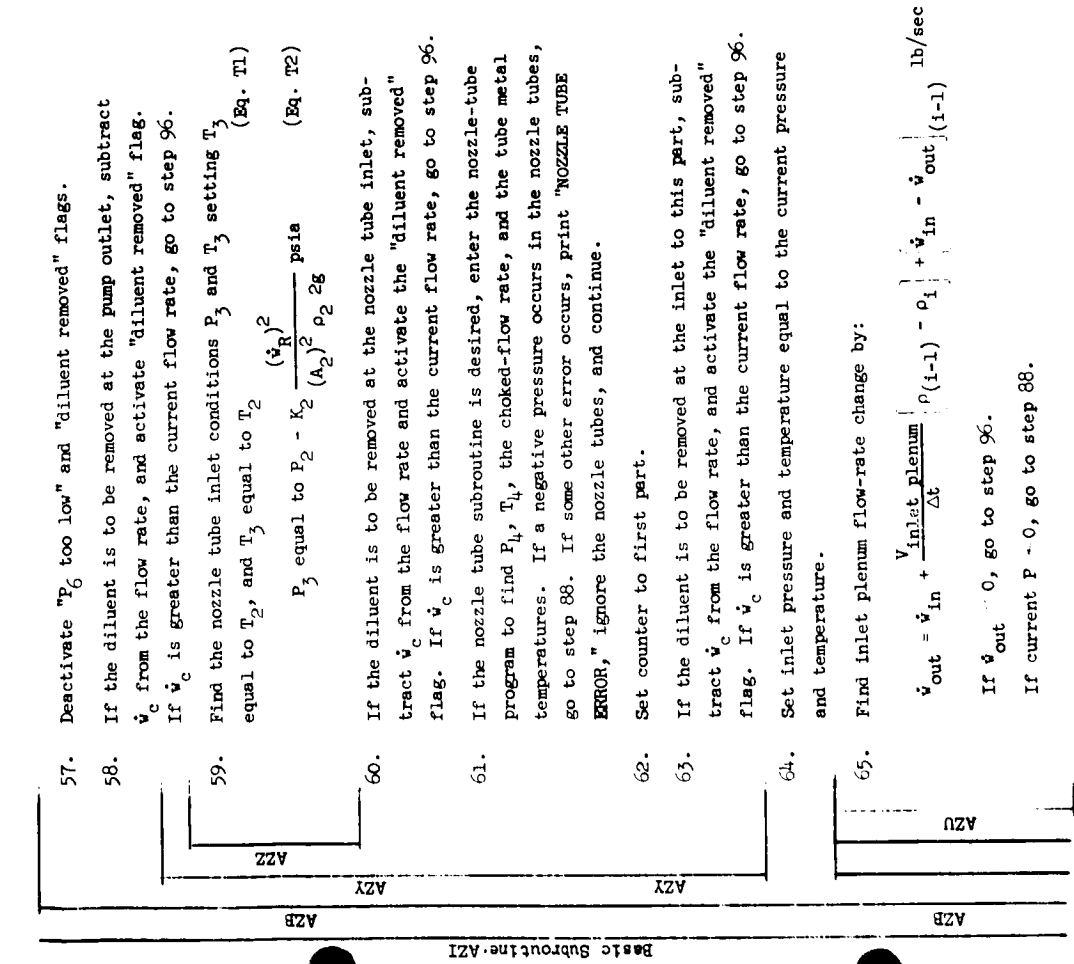 57. Deactivate "P6 too low" and "diluent removed" flags.
58. If the diluent is to be removed at the pump outlet, subtract
ẇc from the flow rate, and activate "diluent removed" flag.
If ẇc is greater than the current flow rate, go to step 96.
59. Find the nozzle tube inlet conditions P3 and T3 setting T3
equal to T2, and T3 equal to T2 (Eq. T1)
P3 equal to P2 - K2 (ẇR)^2 / (A2)^2 ρ2 2g psia (Eq. T2)
60. If the diluent is to be removed at the nozzle tube inlet, sub-
tract ẇc from the flow rate and activate the "diluent removed"
flag. If ẇc is greater than the current flow rate, go to step 96.
61. If the nozzle tube subroutine is desired, enter the nozzle-tube
program to find P4, T4, the choked-flow rate, and the tube metal
temperatures. If a negative pressure occurs in the nozzle tubes,
go to step 88. If some other error occurs, print "NOZZLE TUBE
ERROR," ignore the nozzle tubes, and continue.
62. Set counter to first part.
63. If the diluent is to be removed at the inlet to this part, sub-
tract ẇc from the flow rate, and activate the "diluent removed"
flag. If ẇc is greater than the current flow rate, go to step 96.
64. Set inlet pressure and temperature equal to the current pressure
and temperature.
65. Find inlet plenum flow-rate change by:
ẇout = ẇin + Vinlet plenum / Δt [ρ(i-1) - ρi] + [ẇin - ẇout](i-1) lb/sec
If ẇout 0, go to step 96.
If current P - 0, go to step 88.
AZZ
AZY
AZY
AZU
AZB
AZB
Basic Subroutine·AZI